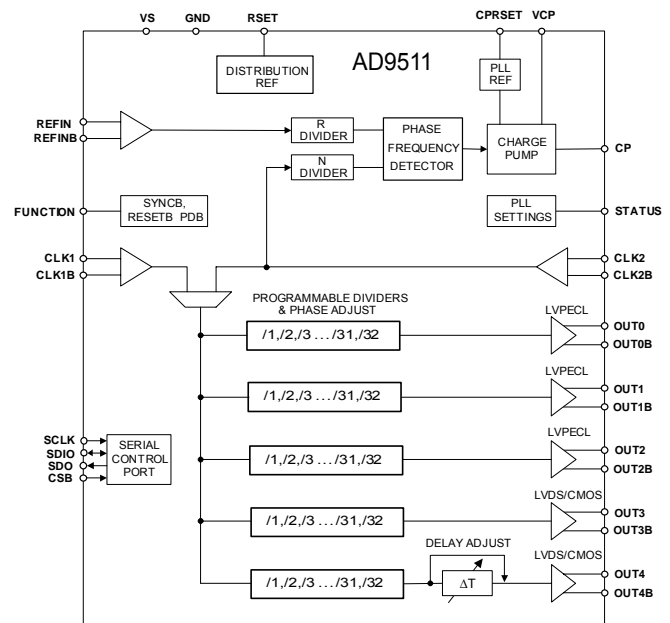 VS
GND
RSET
CPRSET
VCP
DISTRIBUTION
REF
AD9511
PLL
REF
REFIN
REFINB
R
DIVIDER
PHASE
FREQUENCY
DETECTOR
CHARGE
PUMP
CP
N
DIVIDER
FUNCTION
SYNCB,
RESETB PDB
PLL
SETTINGS
STATUS
CLK1
CLK1B
CLK2
CLK2B
PROGRAMMABLE DIVIDERS
& PHASE ADJUST
LVPECL
/1,/2,/3 ... /31,/32
OUT0
OUT0B
LVPECL
/1,/2,/3 ... /31,/32
OUT1
OUT1B
SCLK
SDIO
SDO
CSB
SERIAL
CONTROL
PORT
LVPECL
/1,/2,/3 ... /31,/32
OUT2
OUT2B
LVDS/CMOS
/1,/2,/3 ... /31,/32
OUT3
OUT3B
DELAY ADJUST
LVDS/CMOS
/1,/2,/3 ... /31,/32
ΔT
OUT4
OUT4B